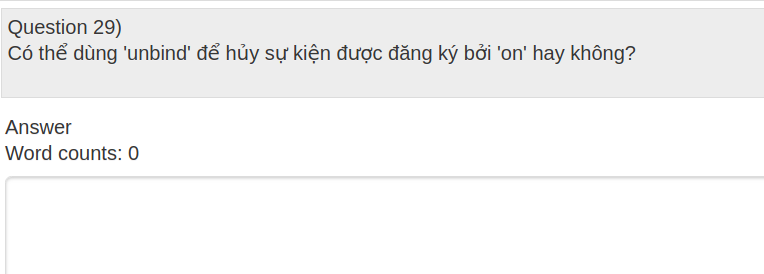 Question 29)
Có thể dùng 'unbind' để hủy sự kiện được đăng ký bởi 'on' hay không?
Answer
Word counts: 0